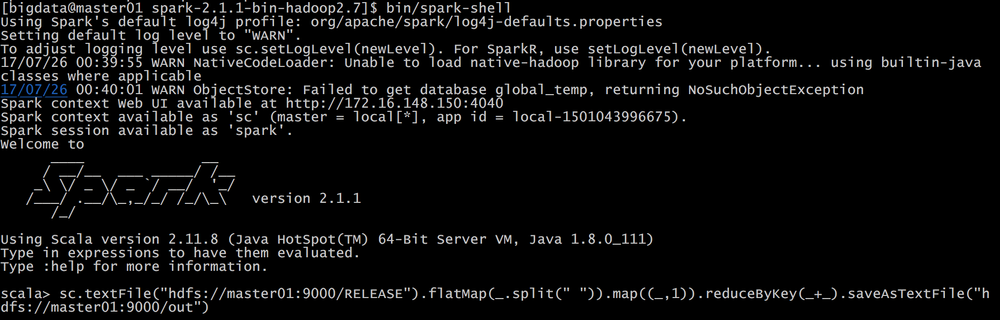 [bigdata@master01 spark-2.1.1-bin-hadoop2.7]$ bin/spark-shell
Using Spark's default log4j profile: org/apache/spark/log4j-defaults.properties
Setting default log level to "WARN".
To adjust logging level use sc.setLogLevel(newLevel). For SparkR, use setLogLevel(newLevel).
17/07/26 00:39:55 WARN NativeCodeLoader: Unable to load native-hadoop library for your platform... using builtin-java
classes where applicable
17/07/26 00:40:01 WARN ObjectStore: Failed to get database global_temp, returning NoSuchObjectException
Spark context Web UI available at http://172.16.148.150:4040
Spark context available as 'sc' (master = local[*], app id = local-1501043996675).
Spark session available as 'spark'.
Welcome to
      ____              __
     / __/__  ___ _____/ /__
    _\ \/ _ \/ _ `/ __/  '_/
   /___/ .__/\_,_/_/ /_/\_\   version 2.1.1
      /_/
Using Scala version 2.11.8 (Java HotSpot(TM) 64-Bit Server VM, Java 1.8.0_111)
Type in expressions to have them evaluated.
Type :help for more information.
scala> sc.textFile("hdfs://master01:9000/RELEASE").flatMap(_.split(" ")).map((_,1)).reduceByKey(_+_).saveAsTextFile("h
dfs://master01:9000/out")